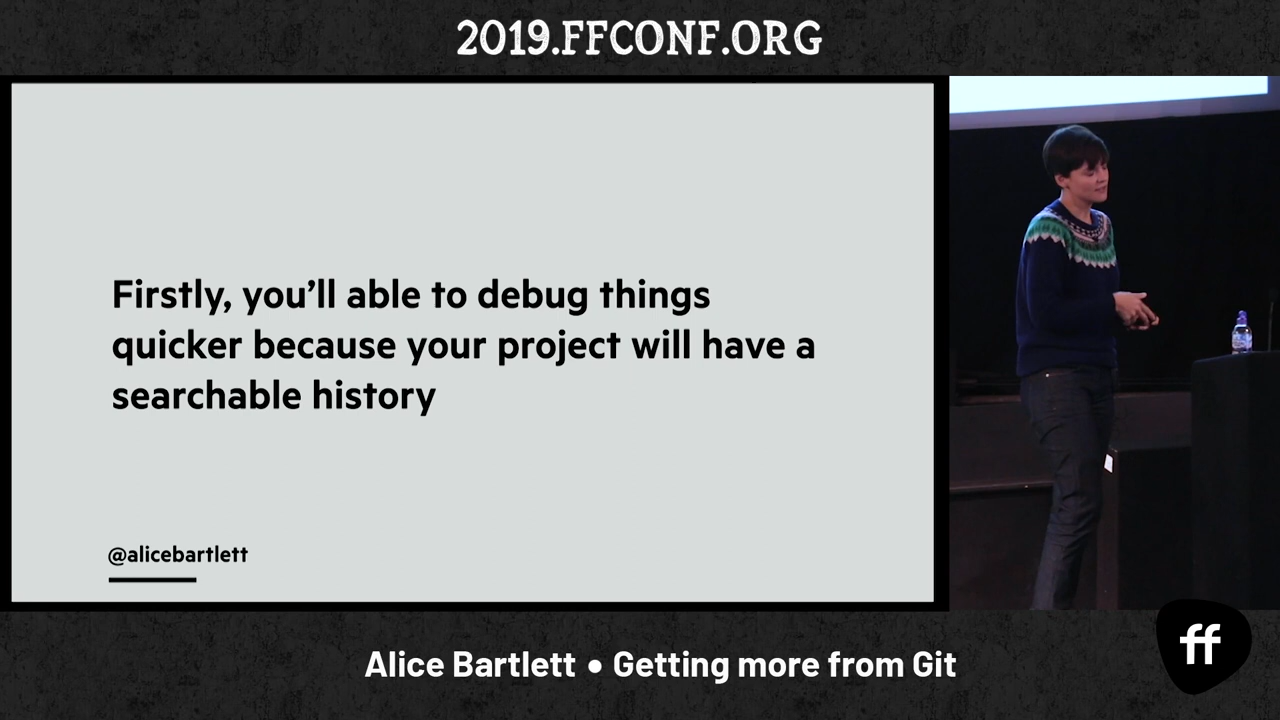 2019.FFCONF.ORG
Firstly, you’ll able to debug things
quicker because your project will have a
searchable history
@alicebartlett
Alice Bartlett • Getting more from Git
ff